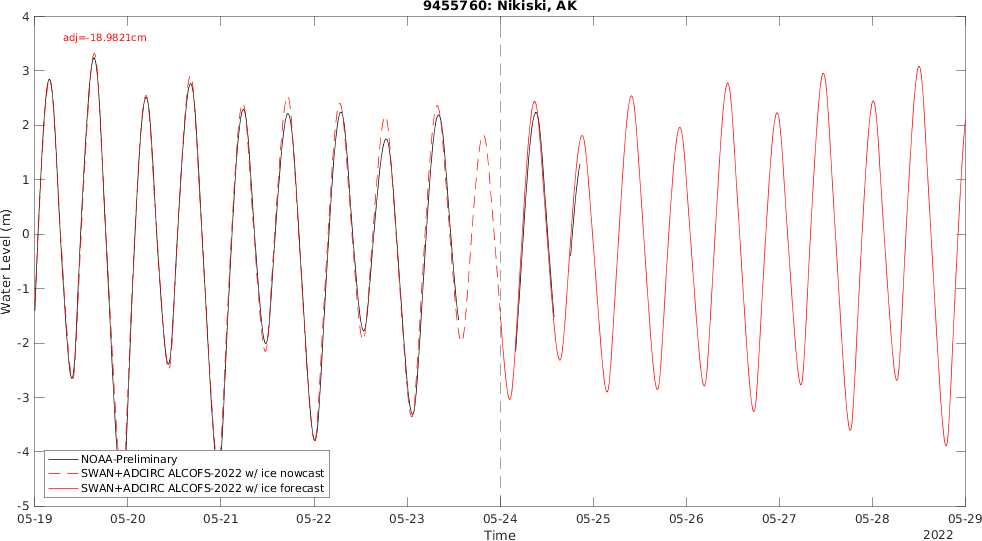 9455760: Nikiski, AK
adj=-18.9821cm
Water Level (m)
4
3
2
1
0
-1
-2
-3
-4
-5
NOAA-Preliminary
SWAN+ADCIRC ALCOFS-2022 w/ ice nowcast
SWAN+ADCIRC ALCOFS-2022 w/ ice forecast
05-19 05-20 05-21 05-22 05-23 05-24 05-25 05-26 05-27 05-28 05-29
Time
2022